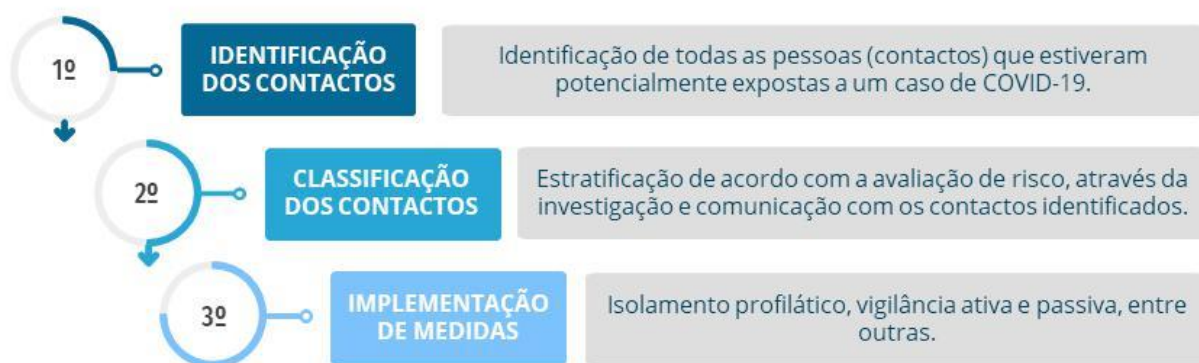 1º
IDENTIFICAÇÃO
DOS CONTACTOS
Identificação de todas as pessoas (contactos) que estiveram
potencialmente expostas a um caso de COVID-19.
2º
CLASSIFICAÇÃO
DOS CONTACTOS
Estratificação de acordo com a avaliação de risco, através da
investigação e comunicação com os contactos identificados.
3º
IMPLEMENTAÇÃO
DE MEDIDAS
Isolamento profilático, vigilância ativa e passiva, entre
outras.